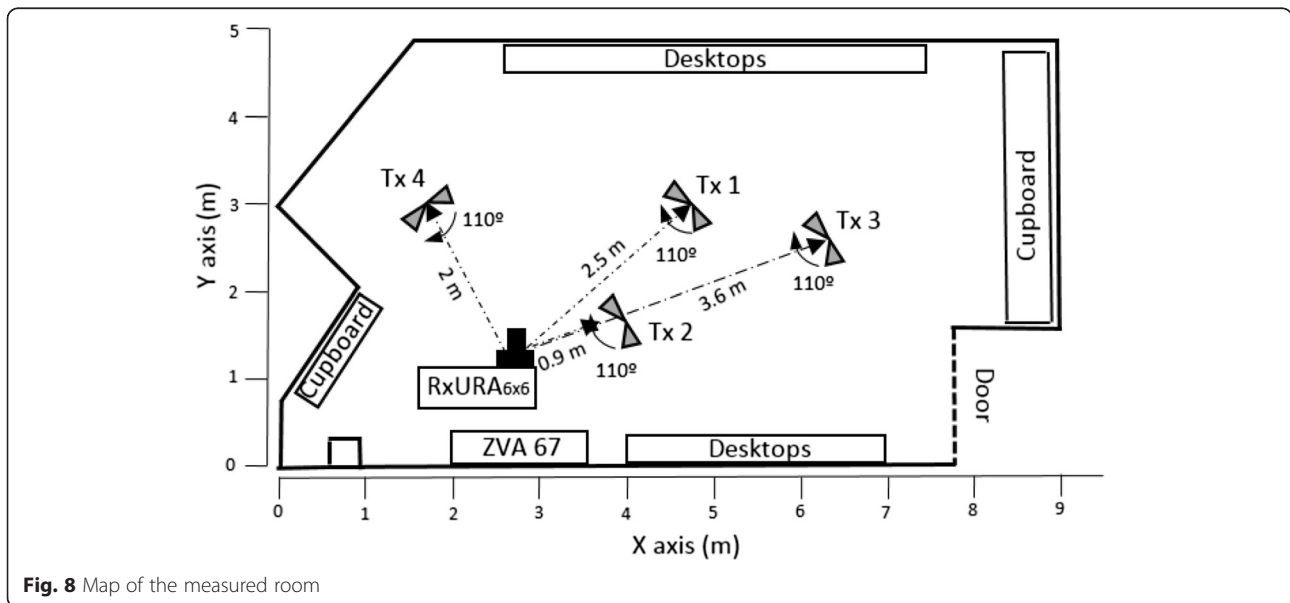 5
4
3
2
1
0
Y axis (m)
Desktops
Cupboard
Tx 4
110º
2 m
Tx 1
110º
2.5 m
Tx 3
110º
3.6 m
Tx 2
110º
0.9 m
Cupboard
RxURA6x6
Door
ZVA 67
Desktops
0 1 2 3 4 5 6 7 8 9
X axis (m)
Fig. 8 Map of the measured room